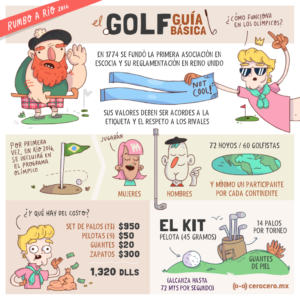 RUMBO A RÍO 2016
el GOLF GUÍA BÁSICA
¿CÓMO FUNCIONA
EN LOS OLÍMPICOS?
EN 1774 SE FUNDÓ LA PRIMERA ASOCIACIÓN EN
ESCOCIA Y SU REGLAMENTACIÓN EN REINO UNIDO
NOT
COOL!
SUS VALORES DEBEN SER ACORDES A LA
ETIQUETA Y EL RESPETO A LOS RIVALES
POR PRIMERA
VEZ, EN RÍO 2016,
SE INCLUIRÁ EN
EL PROGRAMA
OLÍMPICO
JUGARÁN
MUJERES
HOMBRES
72 HOYOS / 60 GOLFISTAS
Y MÍNIMO UN PARTICIPANTE
POR CADA CONTINENTE
¿Y QUÉ HAY DEL COSTO?
SET DE PALOS (13) $950
PELOTAS (9) $50
GUANTES $20
ZAPATOS $300
1,320 DLLS
EL KIT
PELOTA (45 GRAMOS)
14 PALOS
POR TORNEO
GUANTES
DE PIEL
¡ALCANZA HASTA
72 MTS POR SEGUNDO!
(o-o) cerocero.mx